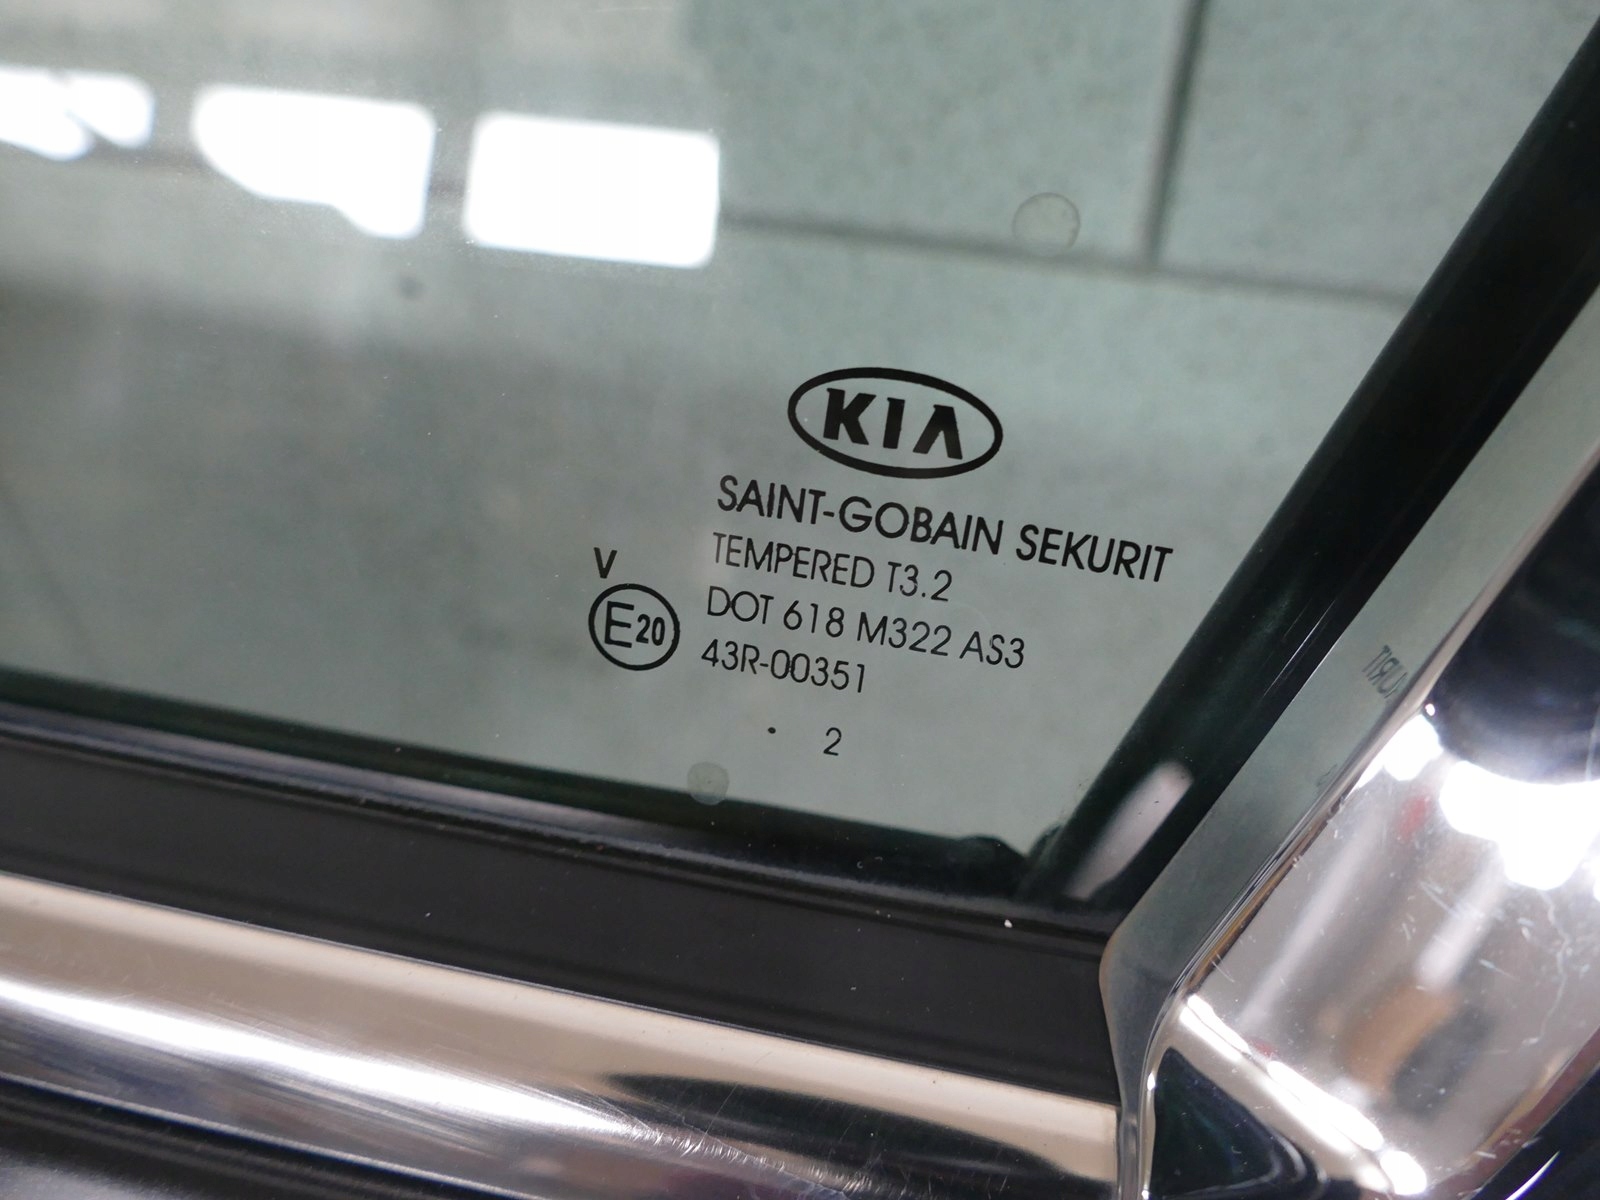 KIA
SAINT-GOBAIN SEKURIT
TEMPERED T3.2
V
DOT 618 M322 AS3
E20
43R-00351
. 2